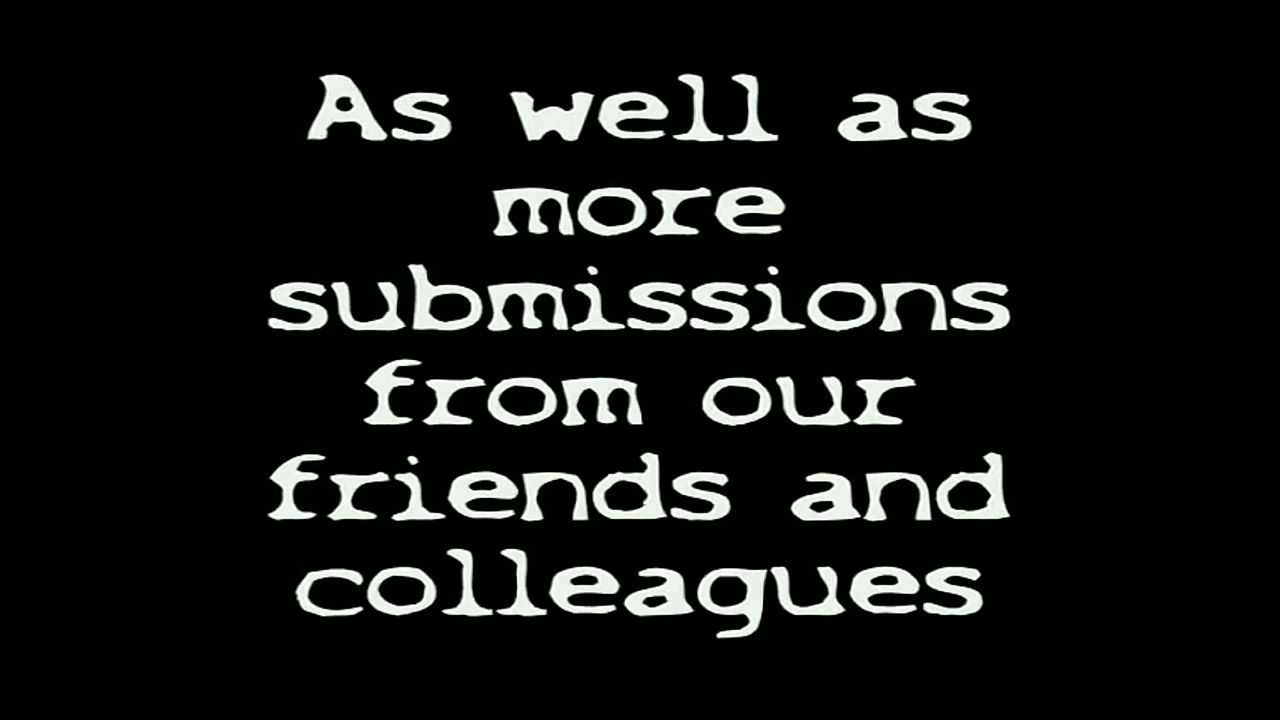 As well as
more
submissions
from our
friends and
colleagues